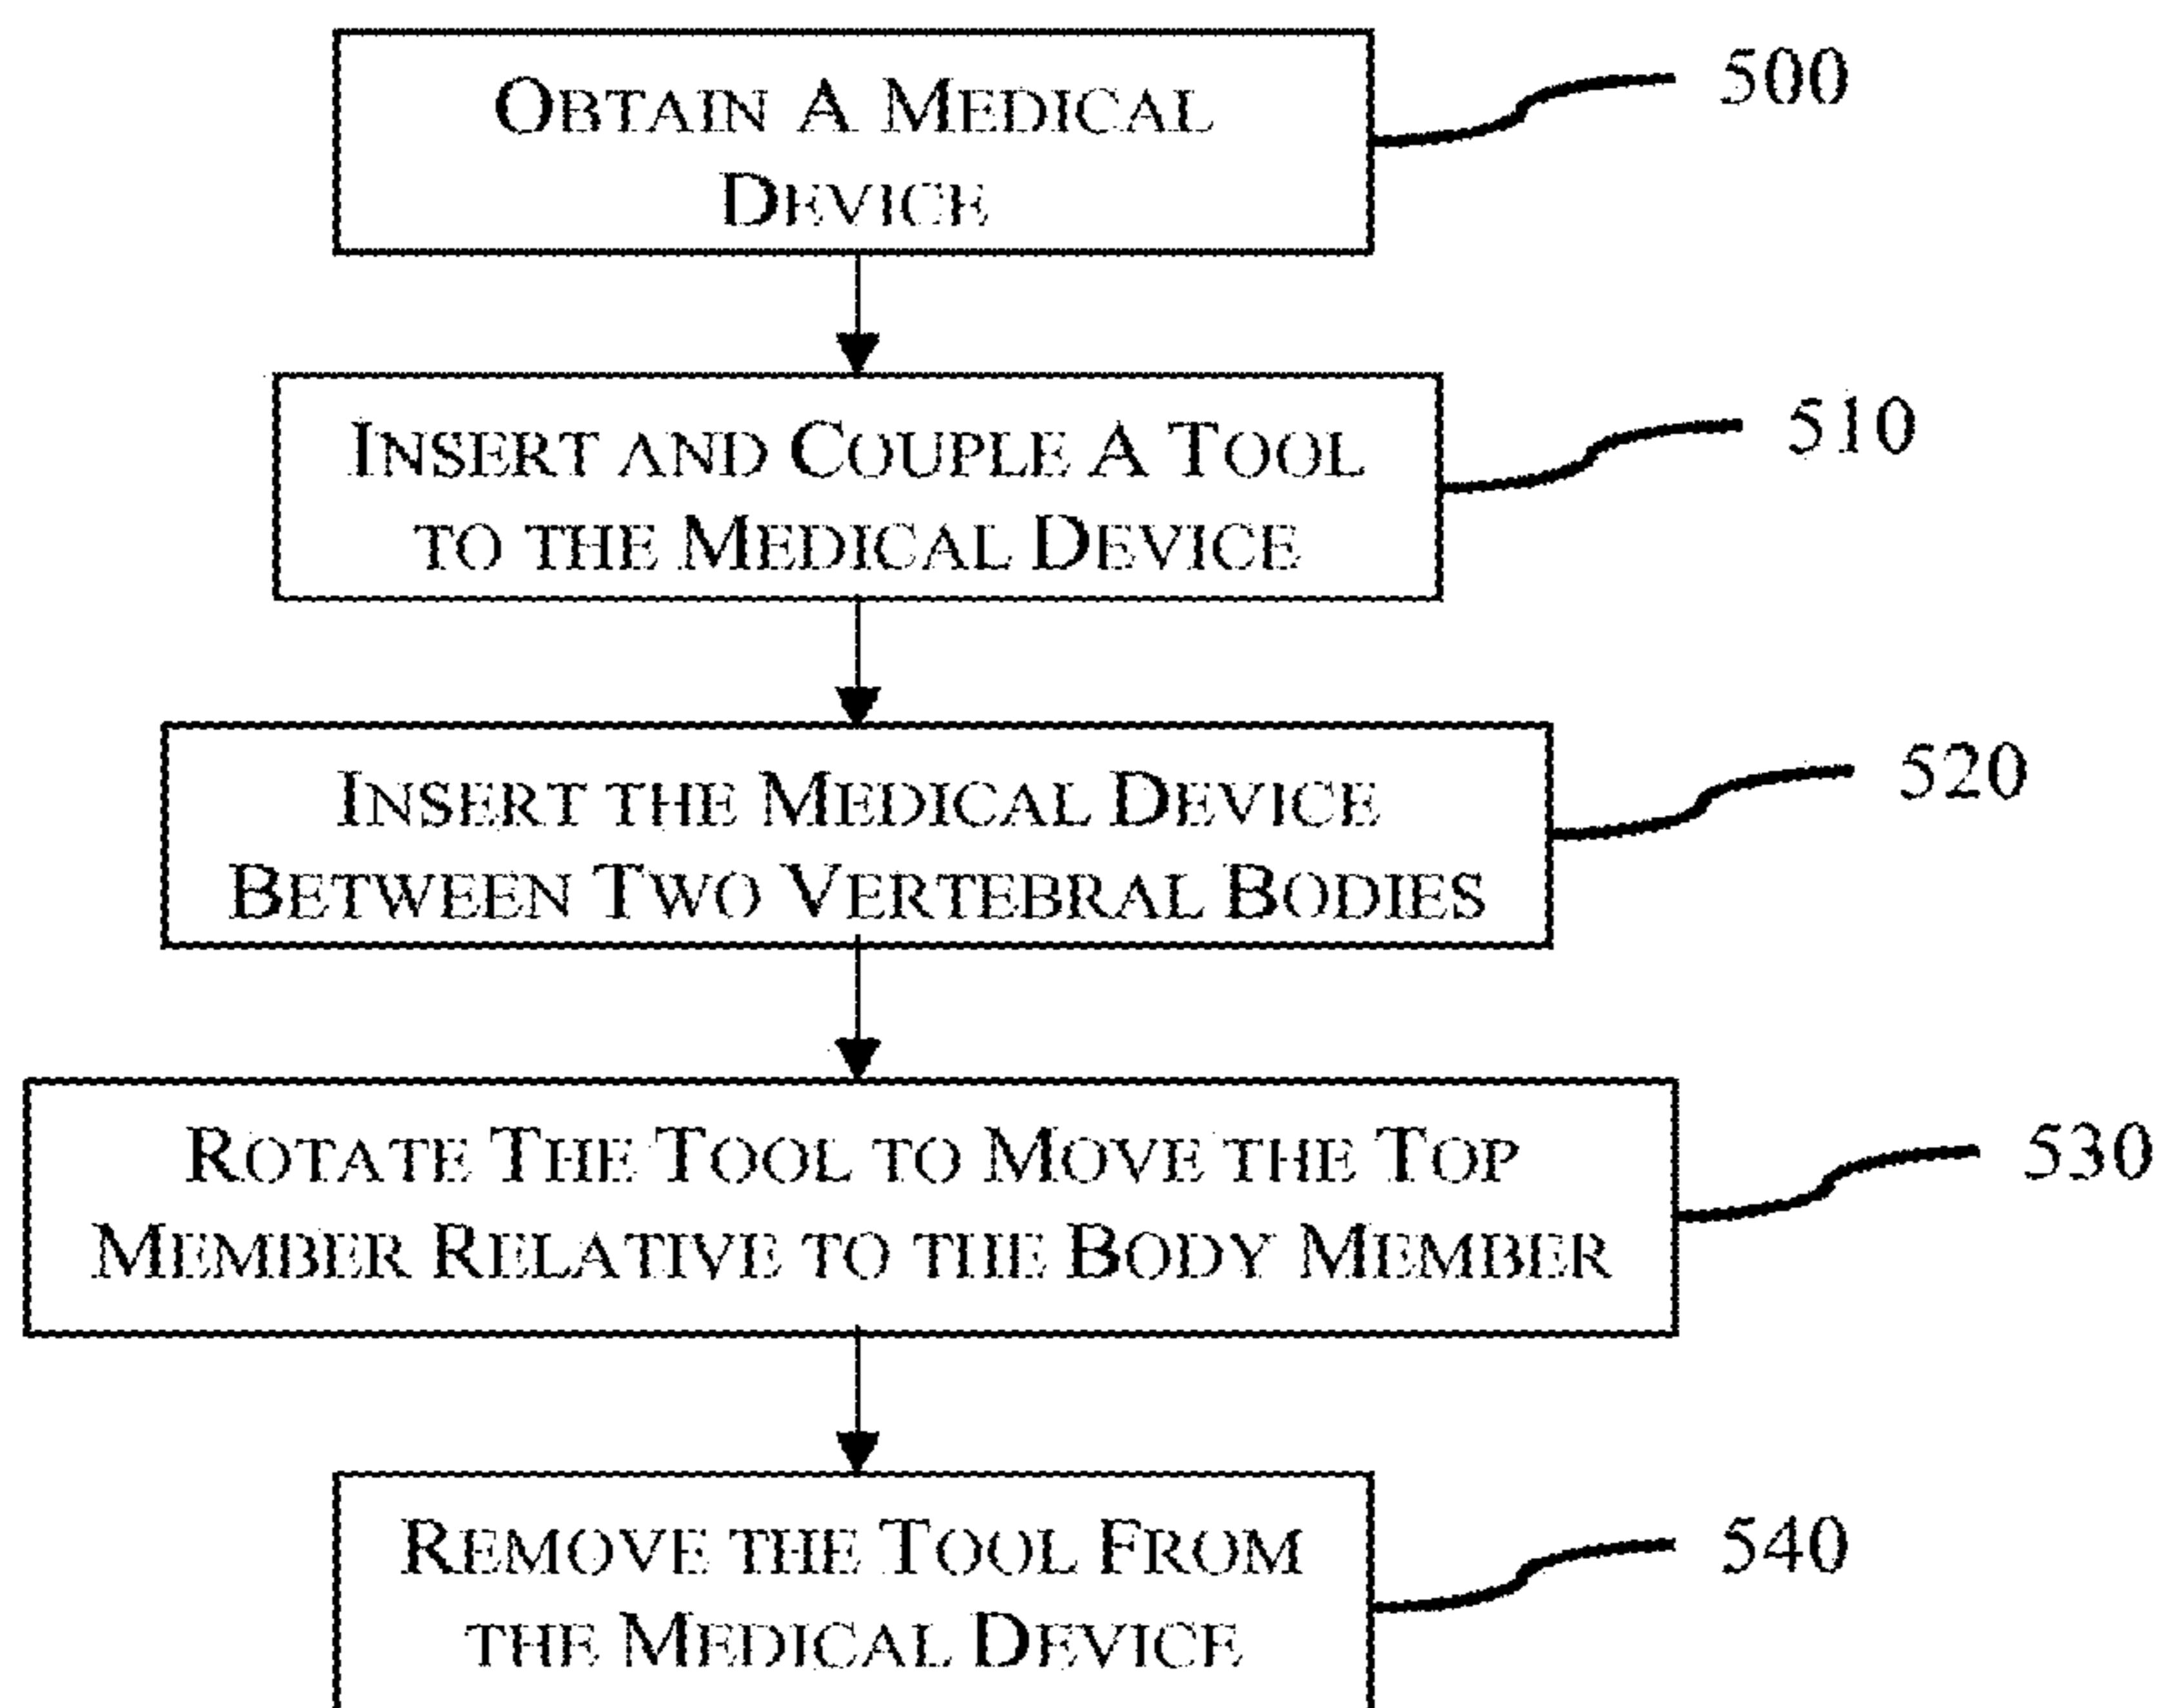 OBTAIN A MEDICAL
DEVICE
500
INSERT AND COUPLE A TOOL
TO THE MEDICAL DEVICE
510
INSERT THE MEDICAL DEVICE
BETWEEN TWO VERTEBRAL BODIES
520
ROTATE THE TOOL TO MOVE THE TOP
MEMBER RELATIVE TO THE BODY MEMBER
530
REMOVE THE TOOL FROM
THE MEDICAL DEVICE
540